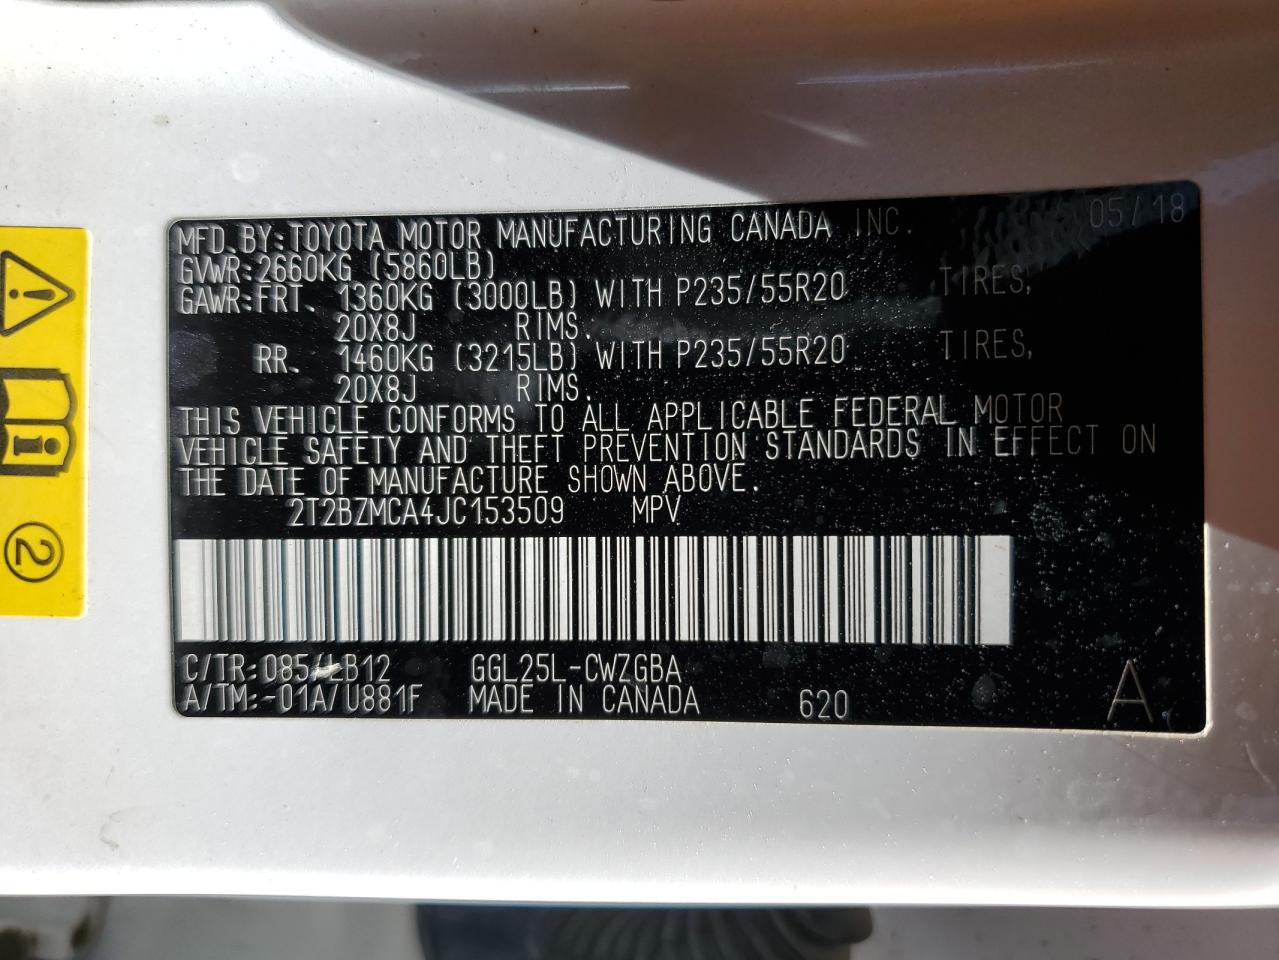 MFD. BY: TOYOTA MOTOR MANUFACTURING CANADA INC. 05/18
GVWR: 2660KG (5860LB)
GAWR: FRT. 1360KG (3000LB) WITH P235/55R20 TIRES,
20X8J RIMS.
RR. 1460KG (3215LB) WITH P235/55R20 TIRES,
20X8J RIMS.
THIS VEHICLE CONFORMS TO ALL APPLICABLE FEDERAL MOTOR
VEHICLE SAFETY AND THEFT PREVENTION STANDARDS IN EFFECT ON
THE DATE OF MANUFACTURE SHOWN ABOVE.
2T2BZMCA4JC153509 MPV
C/TR: 085/LB12 GGL25L-CWZGBA
A/TM: -01A/U881F MADE IN CANADA 620 A
2